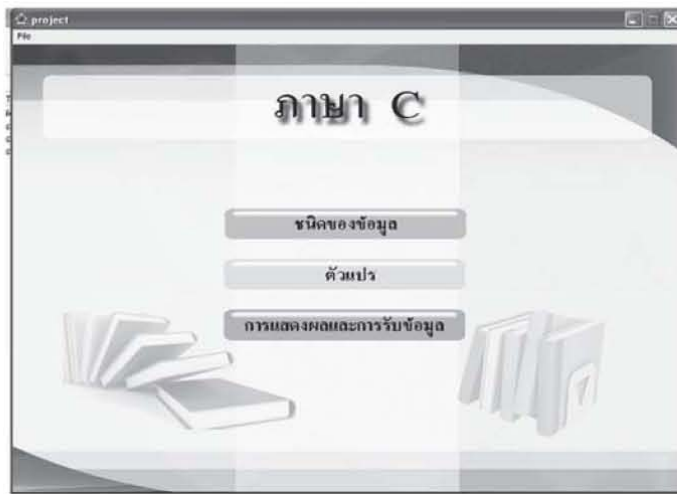 project
File
ภาษา C
ชนิดของข้อมูล
ตัวแปร
การแสดงผลและการรับข้อมูล